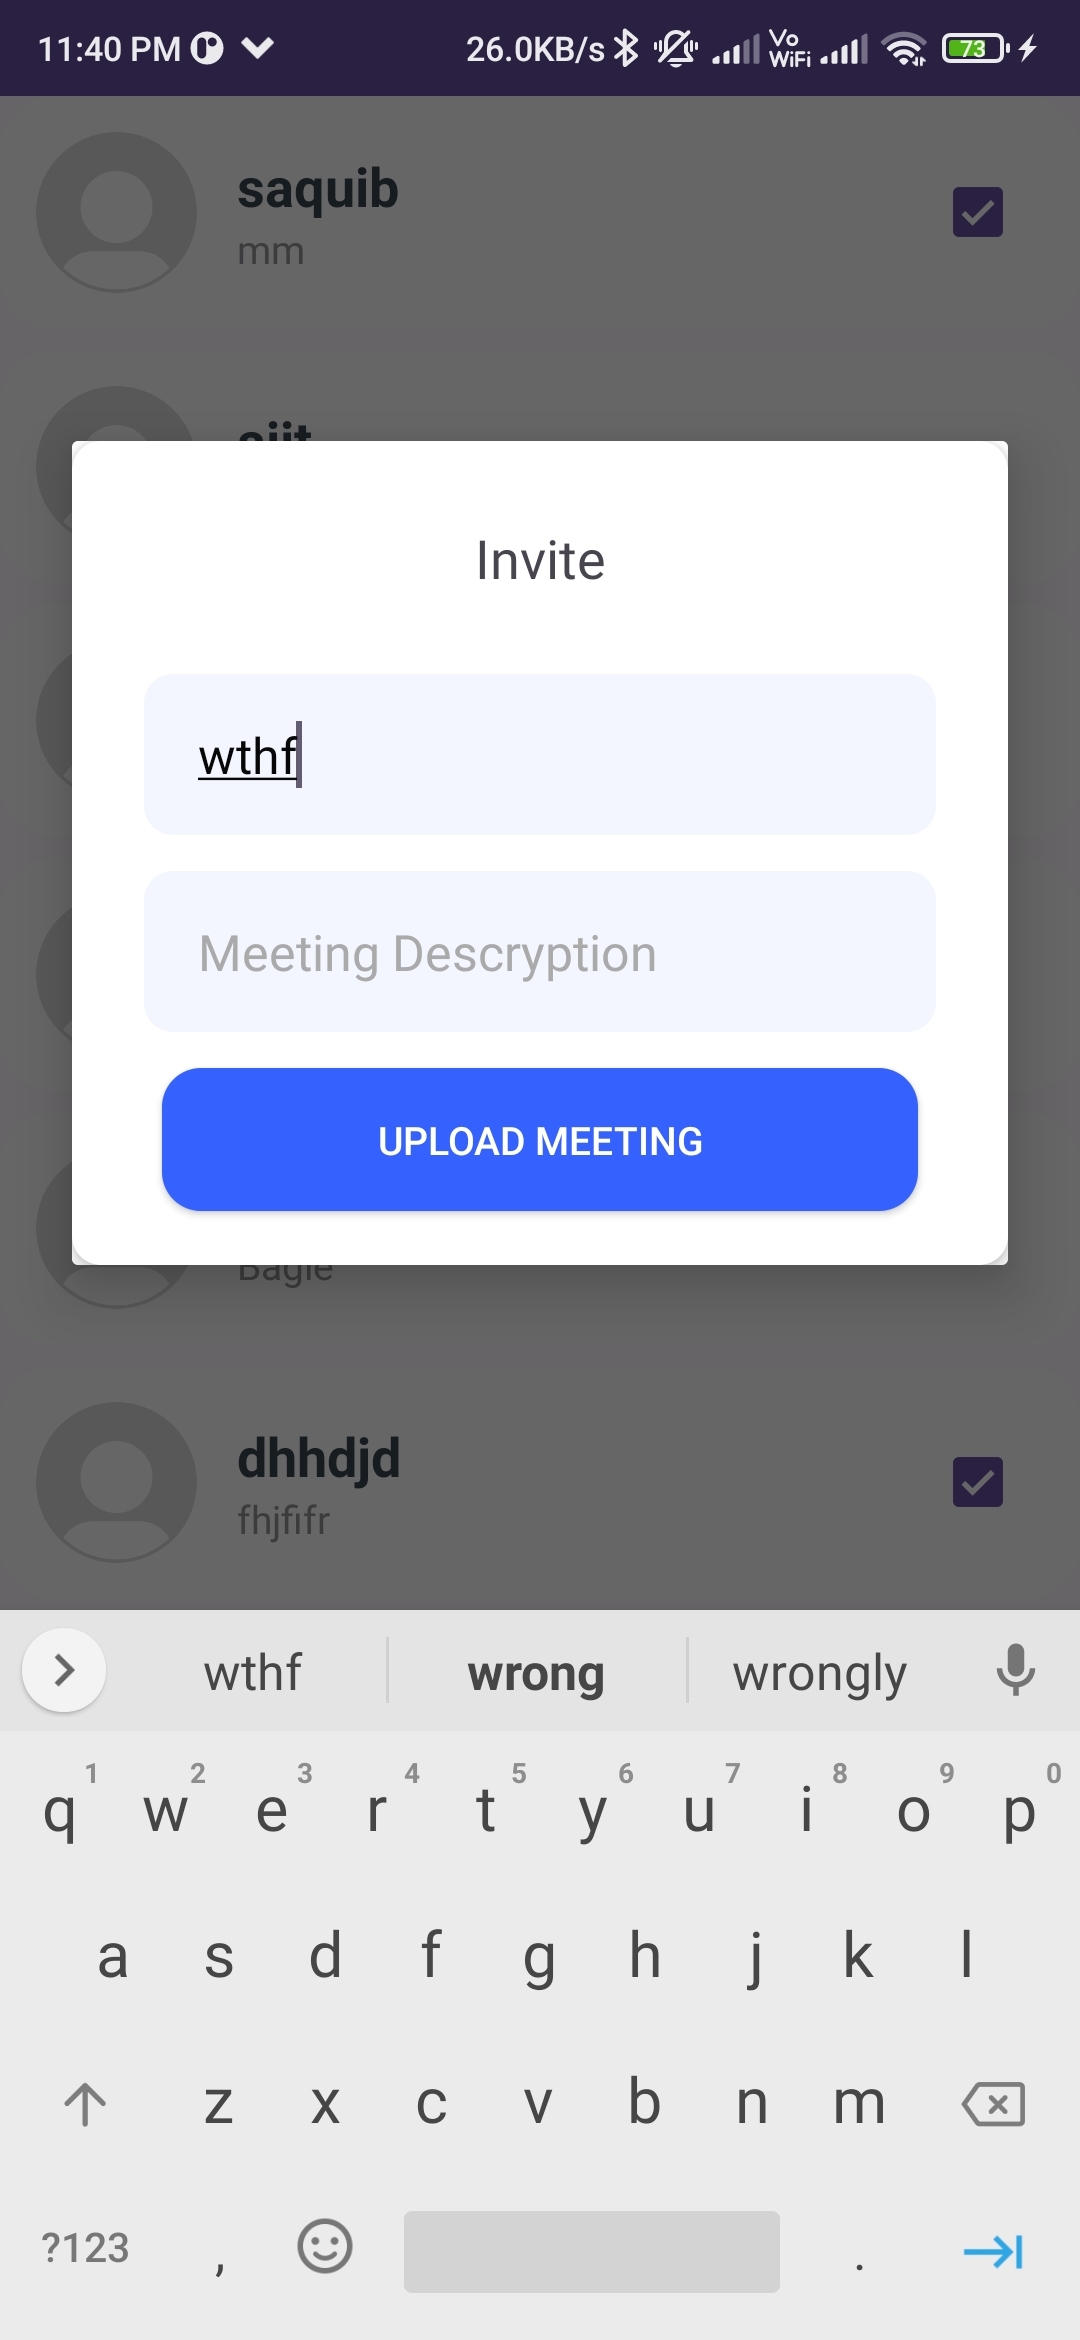 11:40 PM 26.0KB/s Vo WiFi 73
saquib
mm
ajit
Invite
wthf
Meeting Descryption
UPLOAD MEETING
Bagle
dhhdjd
fhjfifr
wthf wrong wrongly
1 2 3 4 5 6 7 8 9 0
q w e r t y u i o p
a s d f g h j k l
z x c v b n m
?123 , .